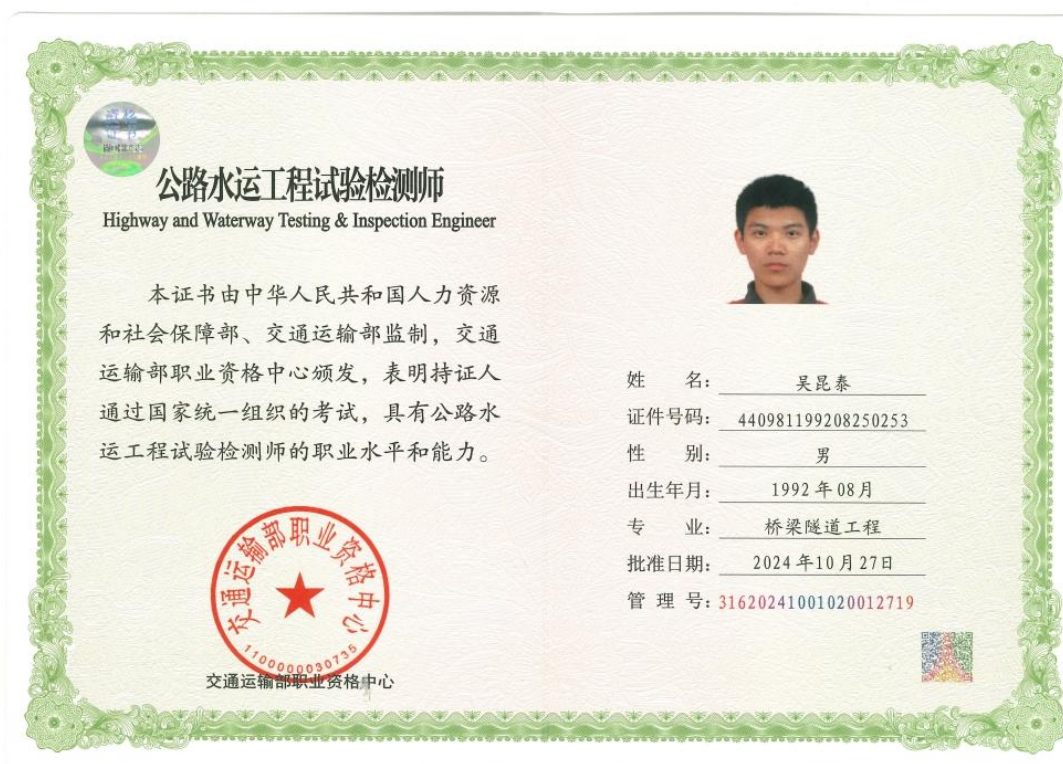 资格
证书
公路水运工程试验检测师
Highway and Waterway Testing & Inspection Engineer
本证书由中华人民共和国人力资源
和社会保障部、交通运输部监制，交通
运输部职业资格中心颁发，表明持证人
通过国家统一组织的考试，具有公路水
运工程试验检测师的职业水平和能力。
交通运输部职业资格中心
1100000030735
交通运输部职业资格中心
姓 名： 吴昆泰
证件号码： 440981199208250253
性 别： 男
出生年月： 1992年08月
专 业： 桥梁隧道工程
批准日期： 2024年10月27日
管 理 号： 31620241001020012719